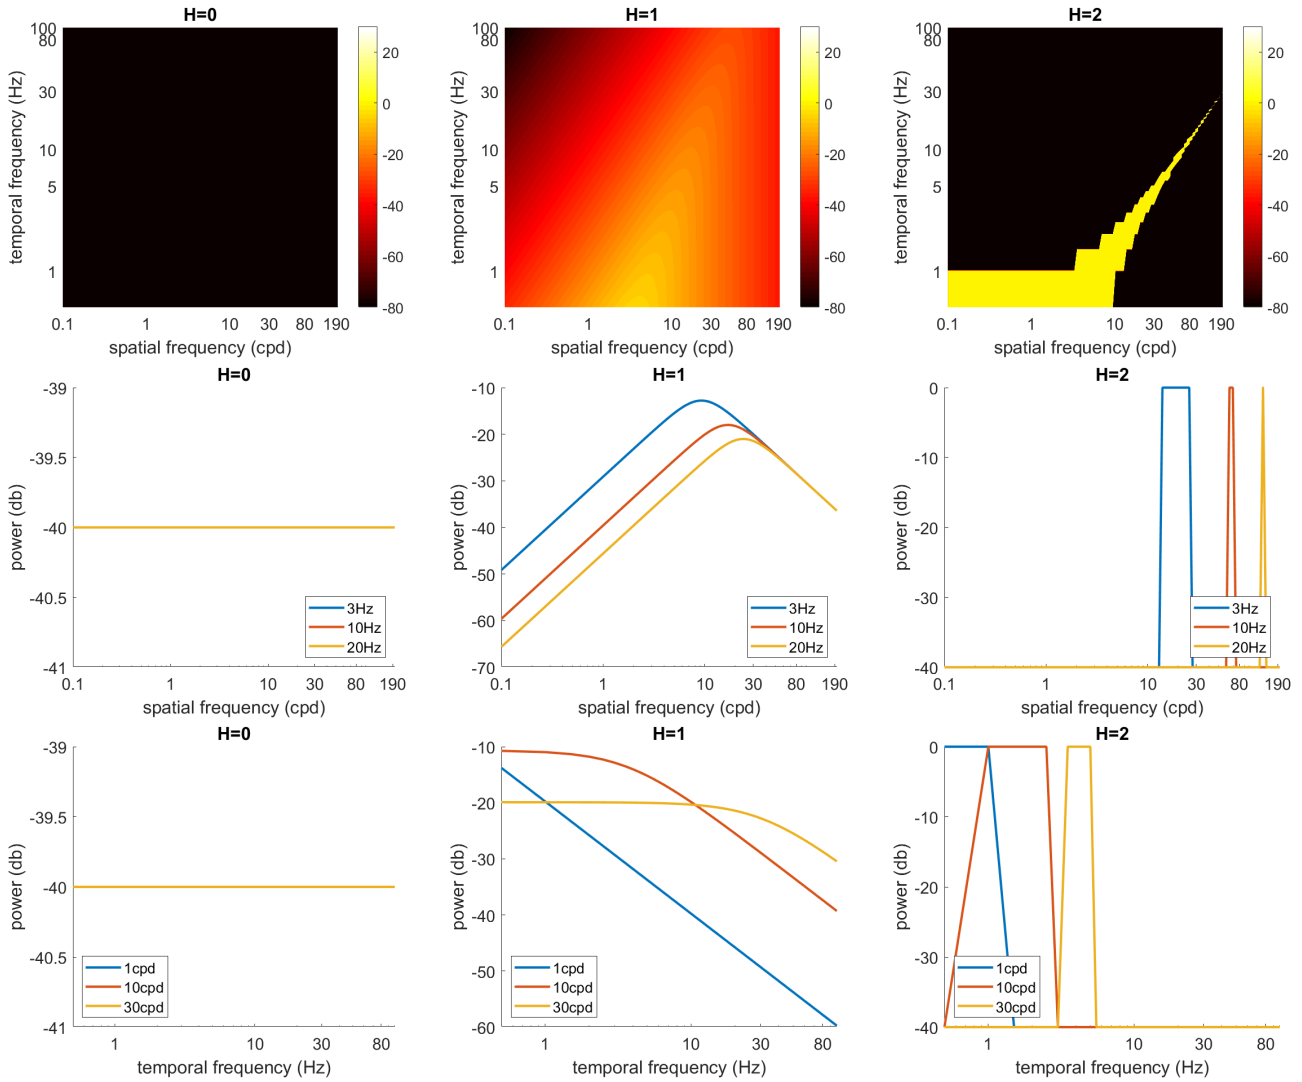 H=0
100
80
30
10
5
1
0.1 1 10 30 80 190
20
0
-20
-40
-60
-80
temporal frequency (Hz)
spatial frequency (cpd)
H=1
100
80
30
10
5
1
0.1 1 10 30 80 190
20
0
-20
-40
-60
-80
temporal frequency (Hz)
spatial frequency (cpd)
H=2
100
80
30
10
5
1
0.1 1 10 30 80 190
20
0
-20
-40
-60
-80
temporal frequency (Hz)
spatial frequency (cpd)
H=0
-39
-39.5
-40
-40.5
-41
0.1 1 10 30 80 190
power (db)
spatial frequency (cpd)
3Hz
10Hz
20Hz
H=1
-10
-20
-30
-40
-50
-60
-70
0.1 1 10 30 80 190
power (db)
spatial frequency (cpd)
3Hz
10Hz
20Hz
H=2
0
-10
-20
-30
-40
0.1 1 10 30 80 190
power (db)
spatial frequency (cpd)
3Hz
10Hz
20Hz
H=0
-39
-39.5
-40
-40.5
-41
1 10 30 80
power (db)
temporal frequency (Hz)
1cpd
10cpd
30cpd
H=1
-10
-20
-30
-40
-50
-60
1 10 30 80
power (db)
temporal frequency (Hz)
1cpd
10cpd
30cpd
H=2
0
-10
-20
-30
-40
1 10 30 80
power (db)
temporal frequency (Hz)
1cpd
10cpd
30cpd